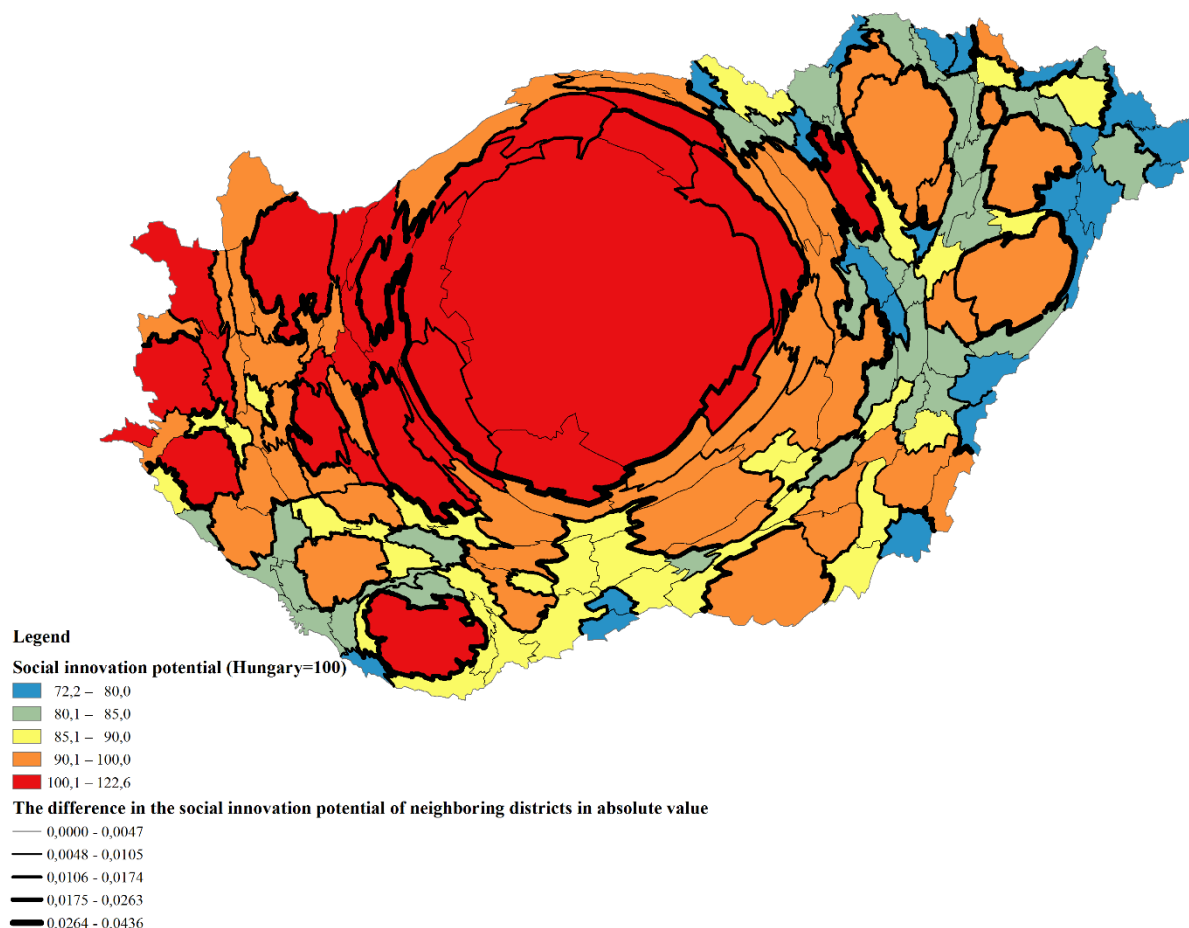 Legend
Social innovation potential (Hungary=100)
72,2 – 80,0
80,1 – 85,0
85,1 – 90,0
90,1 – 100,0
100,1 – 122,6
The difference in the social innovation potential of neighboring districts in absolute value
0,0000 - 0,0047
0,0048 - 0,0105
0,0106 - 0,0174
0,0175 - 0,0263
0,0264 - 0,0436